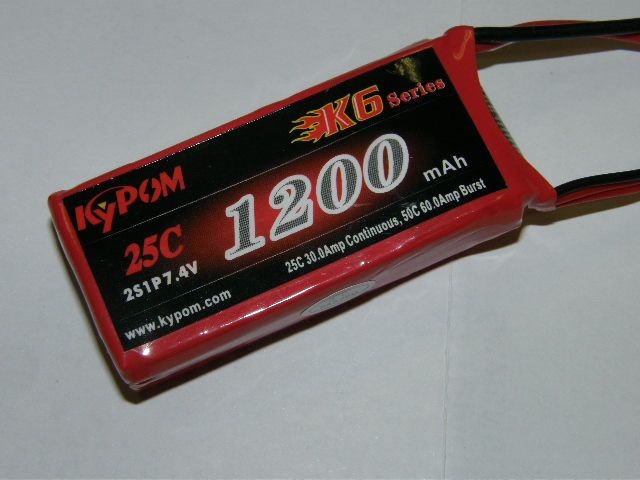 K6 Series
KyPOM
25C
1200 mAh
2S1P7.4V
25C 30.0Amp Continuous, 50C 60.0Amp Burst
www.kypom.com